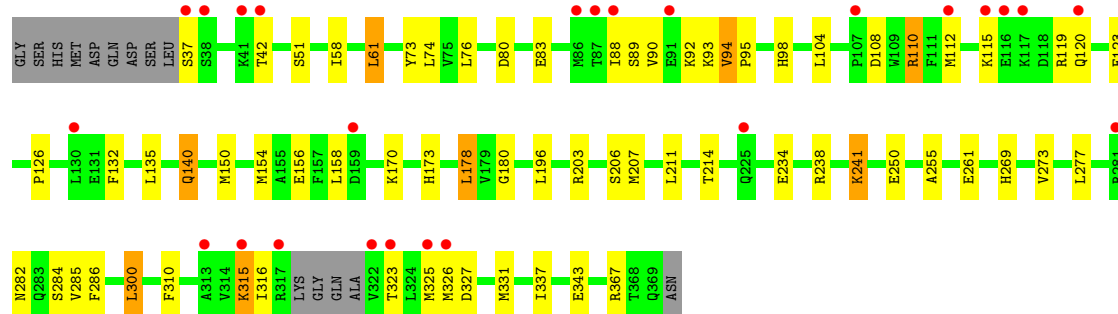 GLY SER HIS MET ASP GLN ASP SER LEU S37 S38 K41 T42 S51 I58 L61 Y73 L74 V75 L76 D80 E83 M86 T87 I88 S89 V90 E91 K92 K93 V94 P95 H98 L104 P107 D108 W109 R110 F111 M112 K115 E116 K117 D118 R119 Q120
P126 L130 E131 F132 L135 Q140 M150 M154 A155 E156 F157 L158 D159 K170 H173 L178 V179 G180 L196 R203 S206 M207 L211 T214 Q225 E234 R238 K241 E250 A255 E261 H269 V273 L277
N282 Q283 S284 V285 F286 L300 F310 A313 V314 K315 I316 R317 LYS GLY GLN ALA V322 T323 L324 M325 M326 D327 M331 I337 E343 R367 T368 Q369 ASN